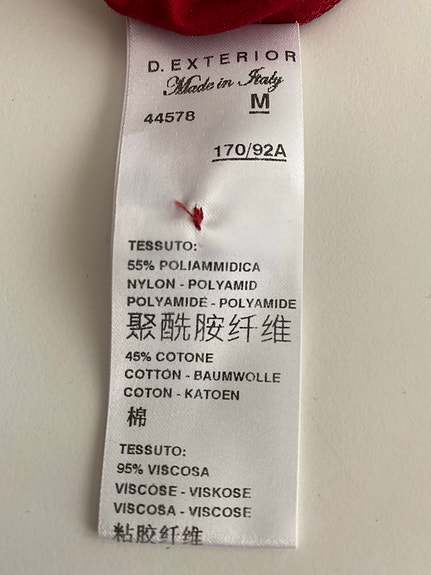 D. EXTERIOR
Made in Italy
M
44578
170/92A
TESSUTO:
55% POLIAMMIDICA
NYLON - POLYAMID
POLYAMIDE - POLYAMIDE
聚酰胺纤维
45% COTONE
COTTON - BAUMWOLLE
COTON - KATOEN
棉
TESSUTO:
95% VISCOSA
VISCOSE - VISKOSE
VISCOSA - VISCOSE
粘胶纤维